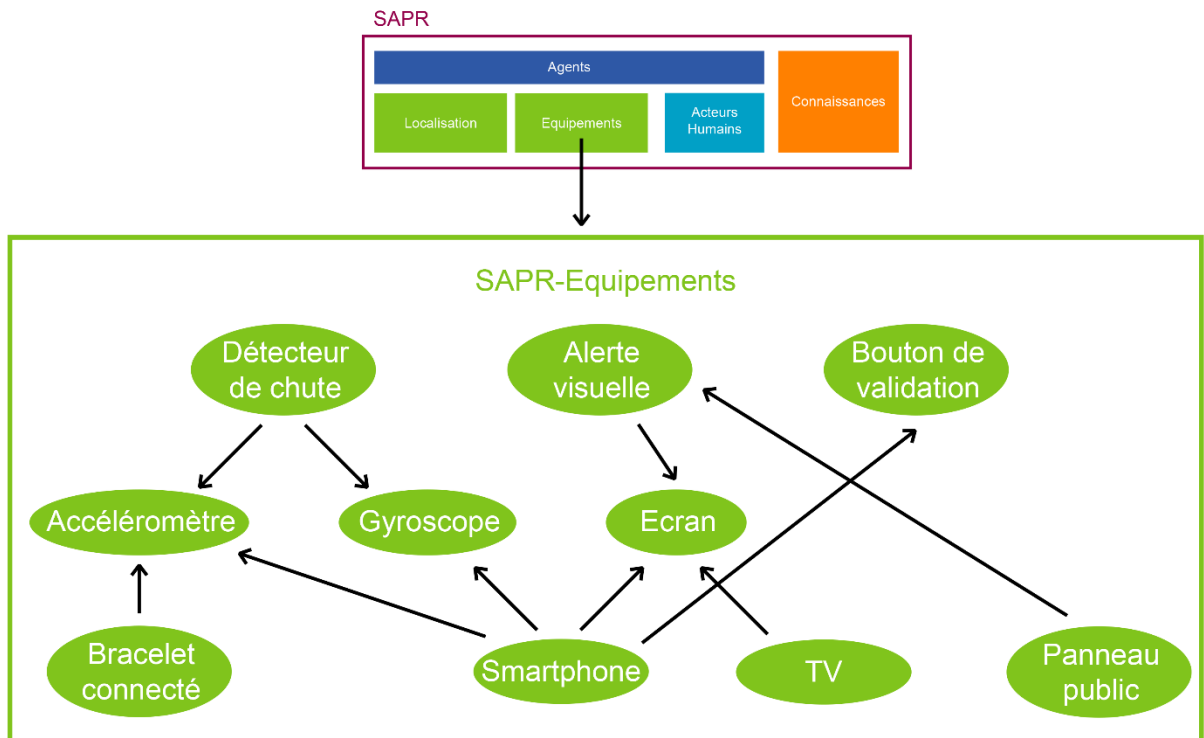 SAPR
Agents
Localisation
Equipements
Acteurs
Humains
Connaissances
SAPR-Equipements
Détecteur
de chute
Alerte
visuelle
Bouton de
validation
Accéléromètre
Gyroscope
Ecran
Bracelet
connecté
Smartphone
TV
Panneau
public